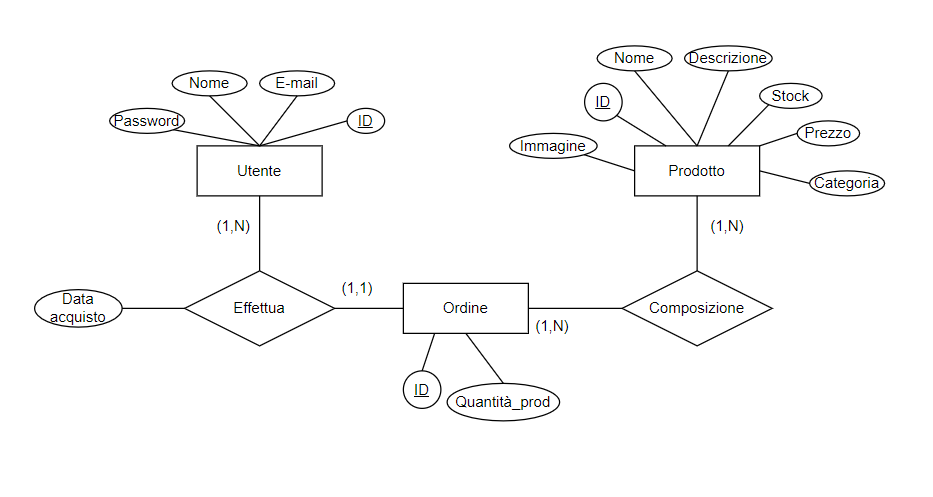 Nome
Descrizione
Nome
E-mail
ID
Stock
Password
ID
Immagine
Prezzo
Utente
Prodotto
Categoria
(1,N)
(1,N)
Data
acquisto
Effettua
(1,1)
Ordine
(1,N)
Composizione
ID
Quantità_prod